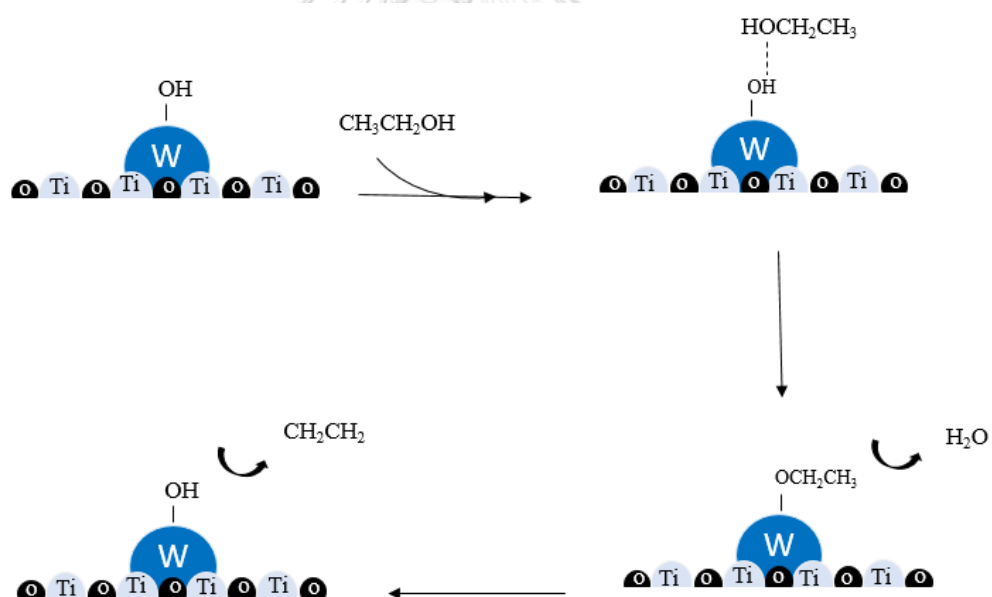 HOCH₂CH₃
OH
OH
CH₃CH₂OH
W
W
O Ti O Ti O Ti O Ti O
O Ti O Ti O Ti O Ti O
CH₂CH₂
H₂O
OCH₂CH₃
OH
W
W
O Ti O Ti O Ti O Ti O
O Ti O Ti O Ti O Ti O